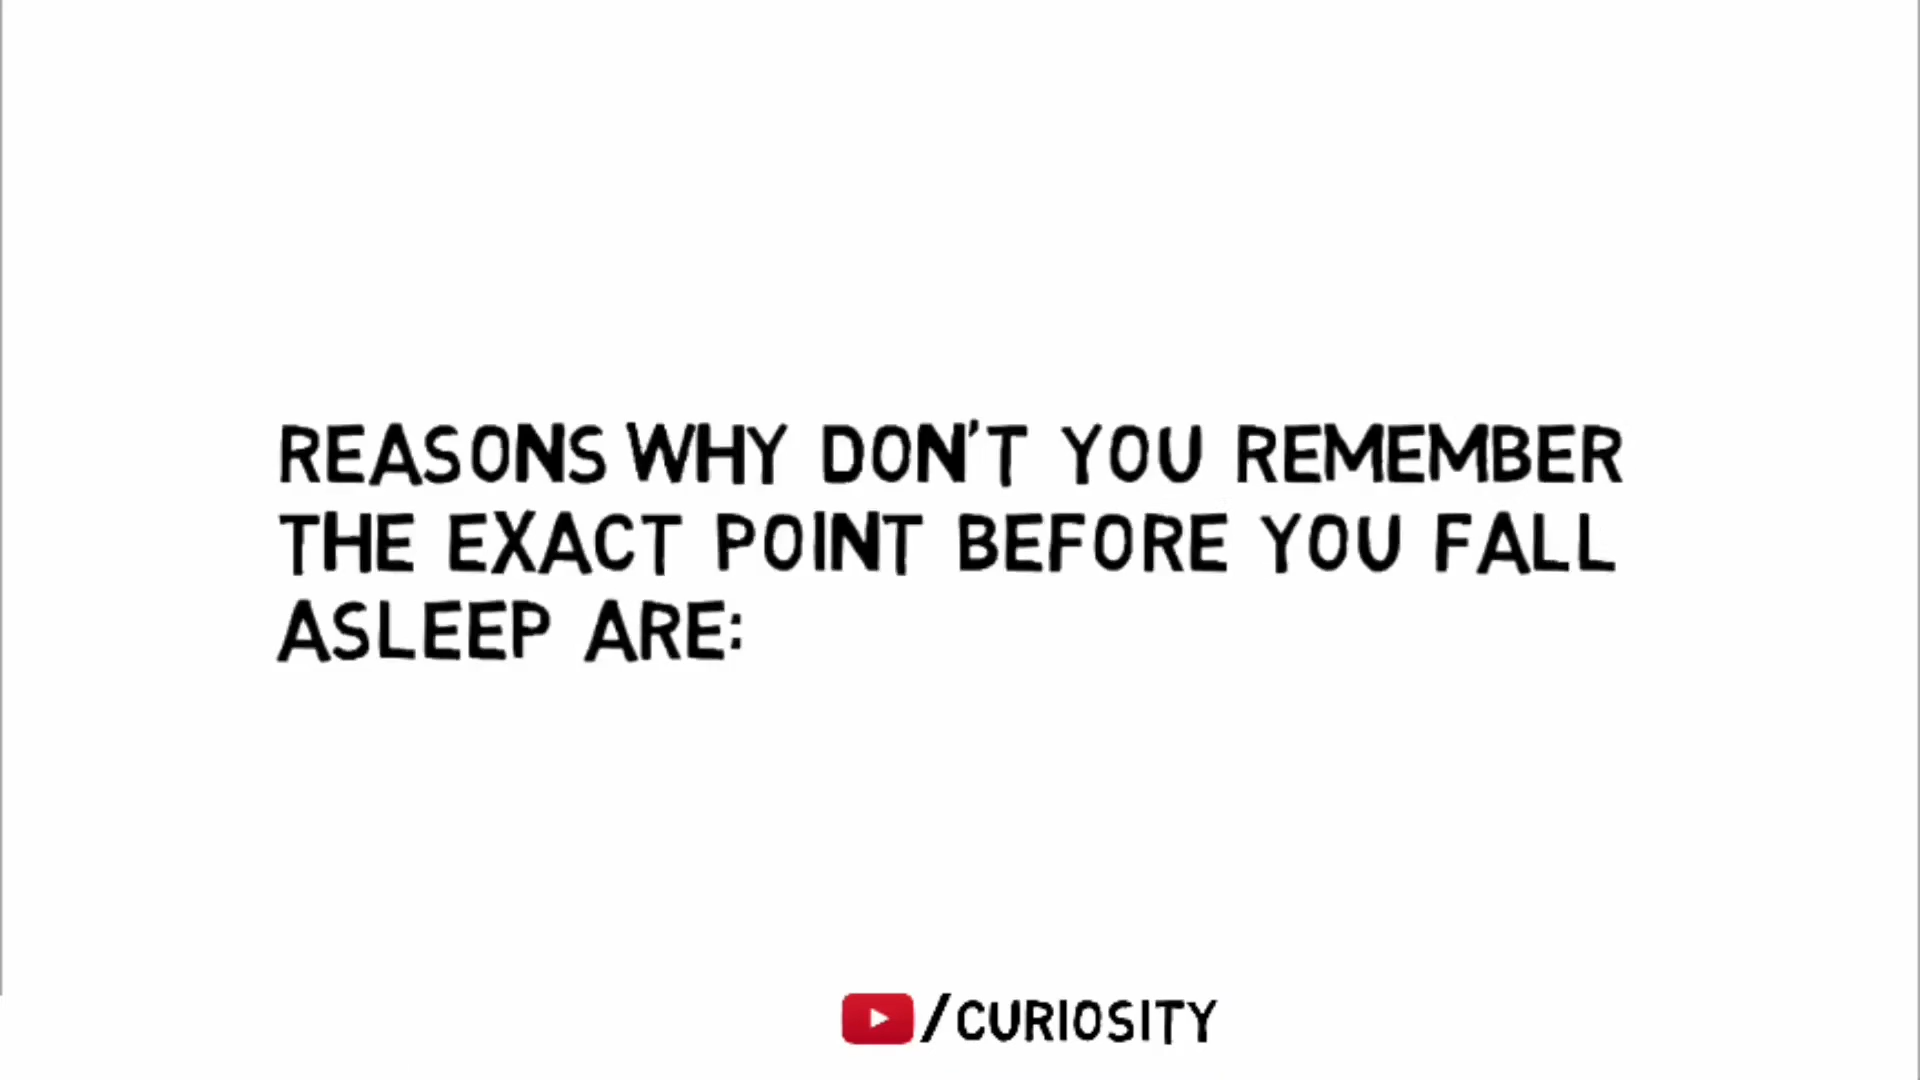 REASONS WHY DON'T YOU REMEMBER
THE EXACT POINT BEFORE YOU FALL
ASLEEP ARE:
/CURIOSITY